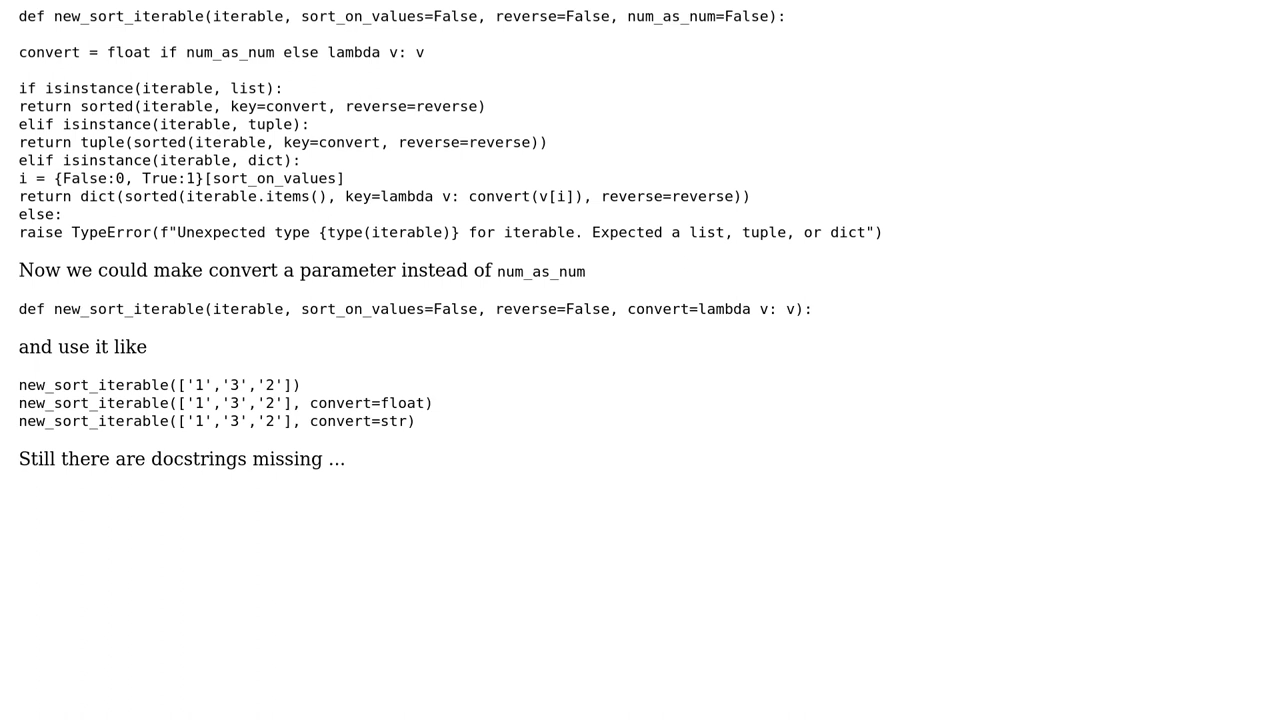 def new_sort_iterable(iterable, sort_on_values=False, reverse=False, num_as_num=False):
convert = float if num_as_num else lambda v: v
if isinstance(iterable, list):
return sorted(iterable, key=convert, reverse=reverse)
elif isinstance(iterable, tuple):
return tuple(sorted(iterable, key=convert, reverse=reverse))
elif isinstance(iterable, dict):
i = {False:0, True:1}[sort_on_values]
return dict(sorted(iterable.items(), key=lambda v: convert(v[i]), reverse=reverse))
else:
raise TypeError(f"Unexpected type {type(iterable)} for iterable. Expected a list, tuple, or dict")
Now we could make convert a parameter instead of num_as_num
def new_sort_iterable(iterable, sort_on_values=False, reverse=False, convert=lambda v: v):
and use it like
new_sort_iterable(['1','3','2'])
new_sort_iterable(['1','3','2'], convert=float)
new_sort_iterable(['1','3','2'], convert=str)
Still there are docstrings missing ...